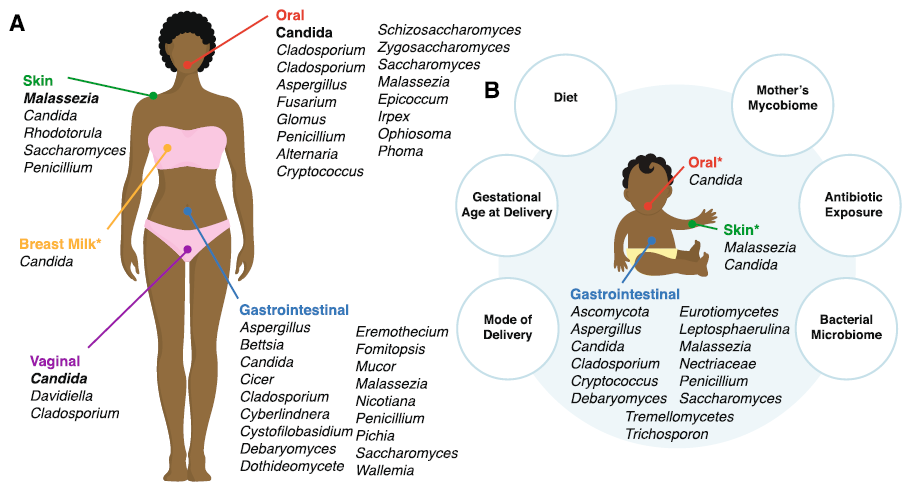 A
Oral
Candida
Cladosporium
Cladosporium
Aspergillus
Fusarium
Glomus
Penicillium
Alternaria
Cryptococcus
Schizosaccharomyces
Zygosaccharomyces
Saccharomyces
Malassezia
Epicoccum
Irpex
Ophiosoma
Phoma
Skin
Malassezia
Candida
Rhodotorula
Saccharomyces
Penicillium
Breast Milk*
Candida
Vaginal
Candida
Davidiella
Cladosporium
Gastrointestinal
Aspergillus
Bettsia
Candida
Cicer
Cladosporium
Cyberlindnera
Cystofilobasidium
Debaryomyces
Dothideomycete
Eremothecium
Fomitopsis
Mucor
Malassezia
Nicotiana
Penicillium
Pichia
Saccharomyces
Wallemia
B
Diet
Mother's
Mycobiome
Gestational
Age at Delivery
Antibiotic
Exposure
Mode of
Delivery
Bacterial
Microbiome
Oral*
Candida
Skin*
Malassezia
Candida
Gastrointestinal
Ascomycota
Aspergillus
Candida
Cladosporium
Cryptococcus
Debaryomyces
Eurotiomycetes
Leptosphaerulina
Malassezia
Nectriaceae
Penicillium
Saccharomyces
Tremellomycetes
Trichosporon